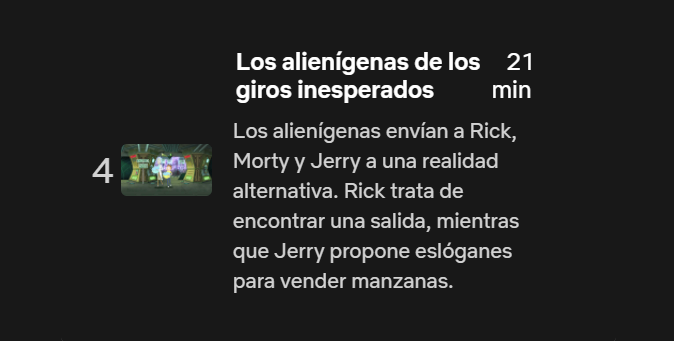 Los alienígenas de los
giros inesperados
21
min
4
Los alienígenas envían a Rick,
Morty y Jerry a una realidad
alternativa. Rick trata de
encontrar una salida, mientras
que Jerry propone eslóganes
para vender manzanas.